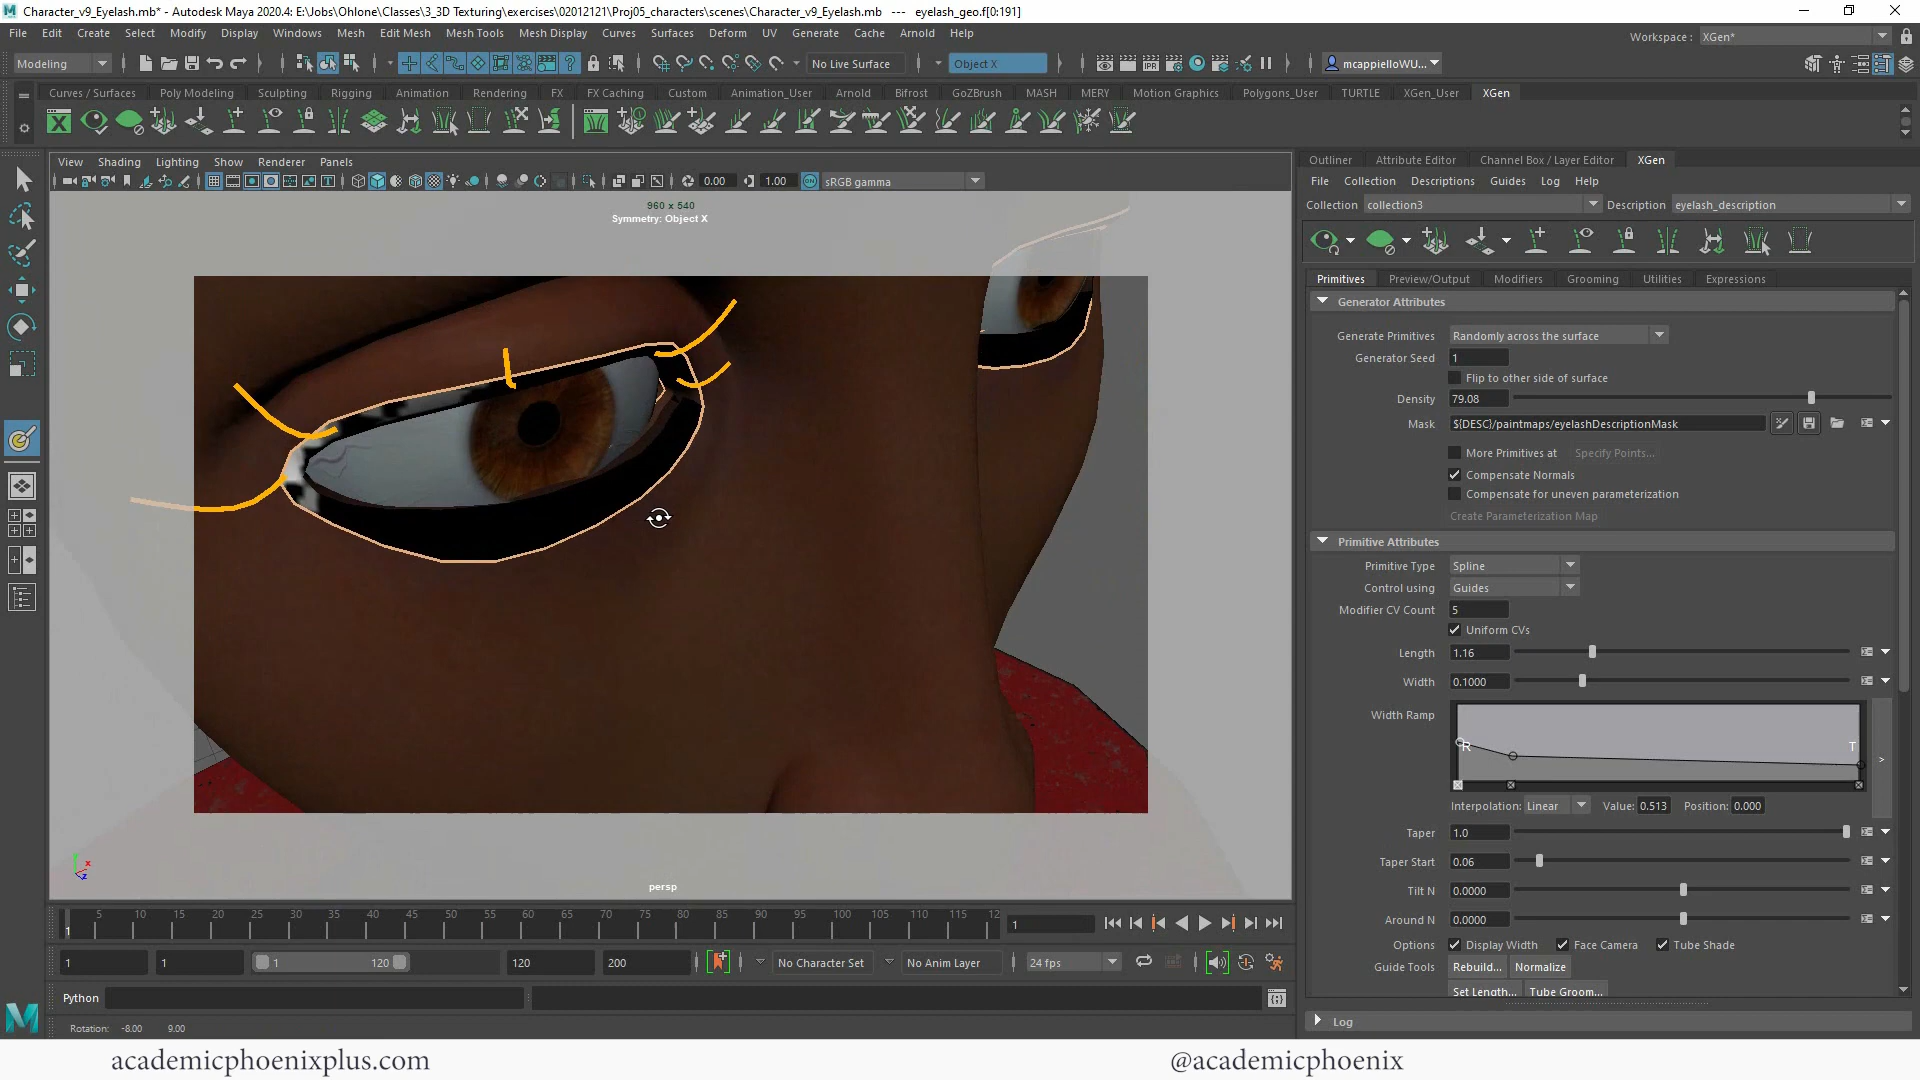 Character_v9_Eyelash.mb* - Autodesk Maya 2020.4: E:\Jobs\Ohlone\Classes\3_3D Texturing\exercises\02012121\Proj05_characters\scenes\Character_v9_Eyelash.mb --- eyelash_geo.f[0:191]
File Edit Create Select Modify Display Windows Mesh Edit Mesh Mesh Tools Mesh Display Curves Surfaces Deform UV Generate Cache Arnold Help
Workspace : XGen*
Modeling No Live Surface Object X mcappielloWU...
Curves / Surfaces Poly Modeling Sculpting Rigging Animation Rendering FX FX Caching Custom Animation_User Arnold Bifrost GoZBrush MASH MERY Motion Graphics Polygons_User TURTLE XGen_User XGen
View Shading Lighting Show Renderer Panels
0.00 1.00 sRGB gamma
960 x 540
Symmetry: Object X
persp
Outliner Attribute Editor Channel Box / Layer Editor XGen
File Collection Descriptions Guides Log Help
Collection collection3 Description eyelash_description
Primitives Preview/Output Modifiers Grooming Utilities Expressions
Generator Attributes
Generate Primitives Randomly across the surface
Generator Seed 1
Flip to other side of surface
Density 79.08
Mask ${DESC}/paintmaps/eyelashDescriptionMask
More Primitives at Specify Points...
Compensate Normals
Compensate for uneven parameterization
Create Parameterization Map
Primitive Attributes
Primitive Type Spline
Control using Guides
Modifier CV Count 5
Uniform CVs
Length 1.16
Width 0.1000
Width Ramp R T
Interpolation: Linear Value: 0.513 Position: 0.000
Taper 1.0
Taper Start 0.06
Tilt N 0.0000
Around N 0.0000
Options Display Width Face Camera Tube Shade
Guide Tools Rebuild... Normalize
Set Length... Tube Groom...
Log
1 5 10 15 20 25 30 35 40 45 50 55 60 65 70 75 80 85 90 95 100 105 110 115 12
1
1 1 1 120 120 200 No Character Set No Anim Layer 24 fps
Python
Rotation: -8.00 9.00
academicphoenixplus.com
@academicphoenix